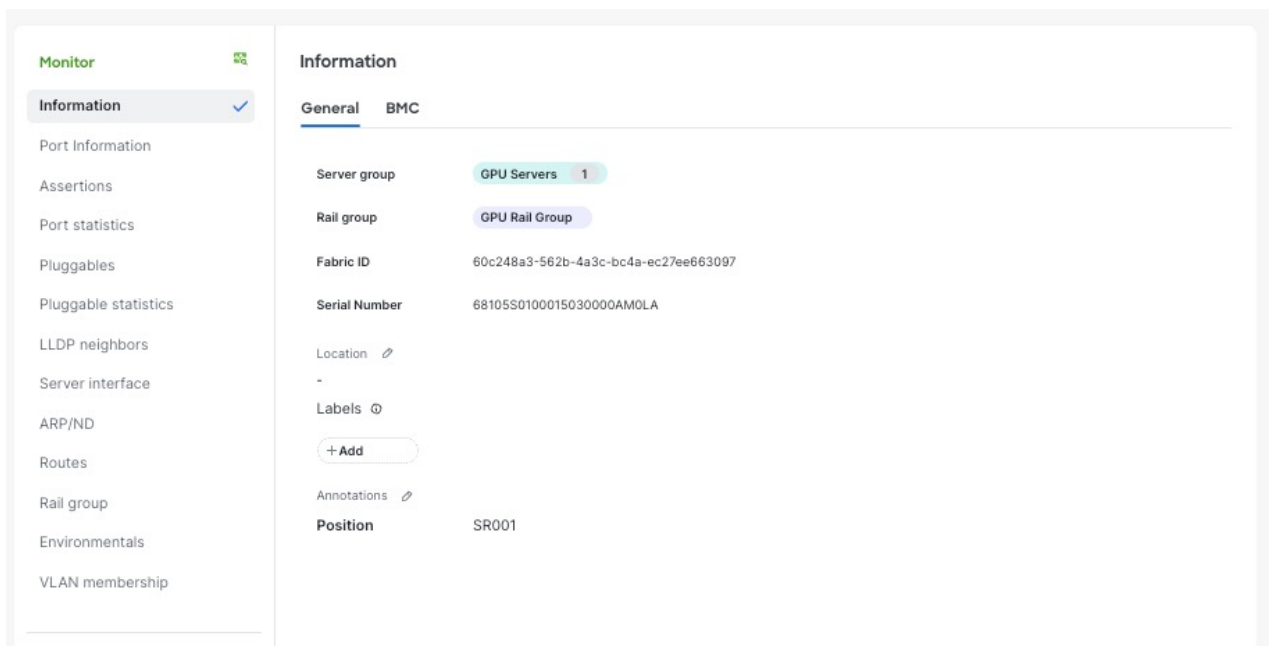 Monitor
Information
Port Information
Assertions
Port statistics
Pluggables
Pluggable statistics
LLDP neighbors
Server interface
ARP/ND
Routes
Rail group
Environmentals
VLAN membership
Information
General BMC
Server group GPU Servers 1
Rail group GPU Rail Group
Fabric ID 60c248a3-562b-4a3c-bc4a-ec27ee663097
Serial Number 68105S0100015030000AM0LA
Location
-
Labels
+ Add
Annotations
Position SR001